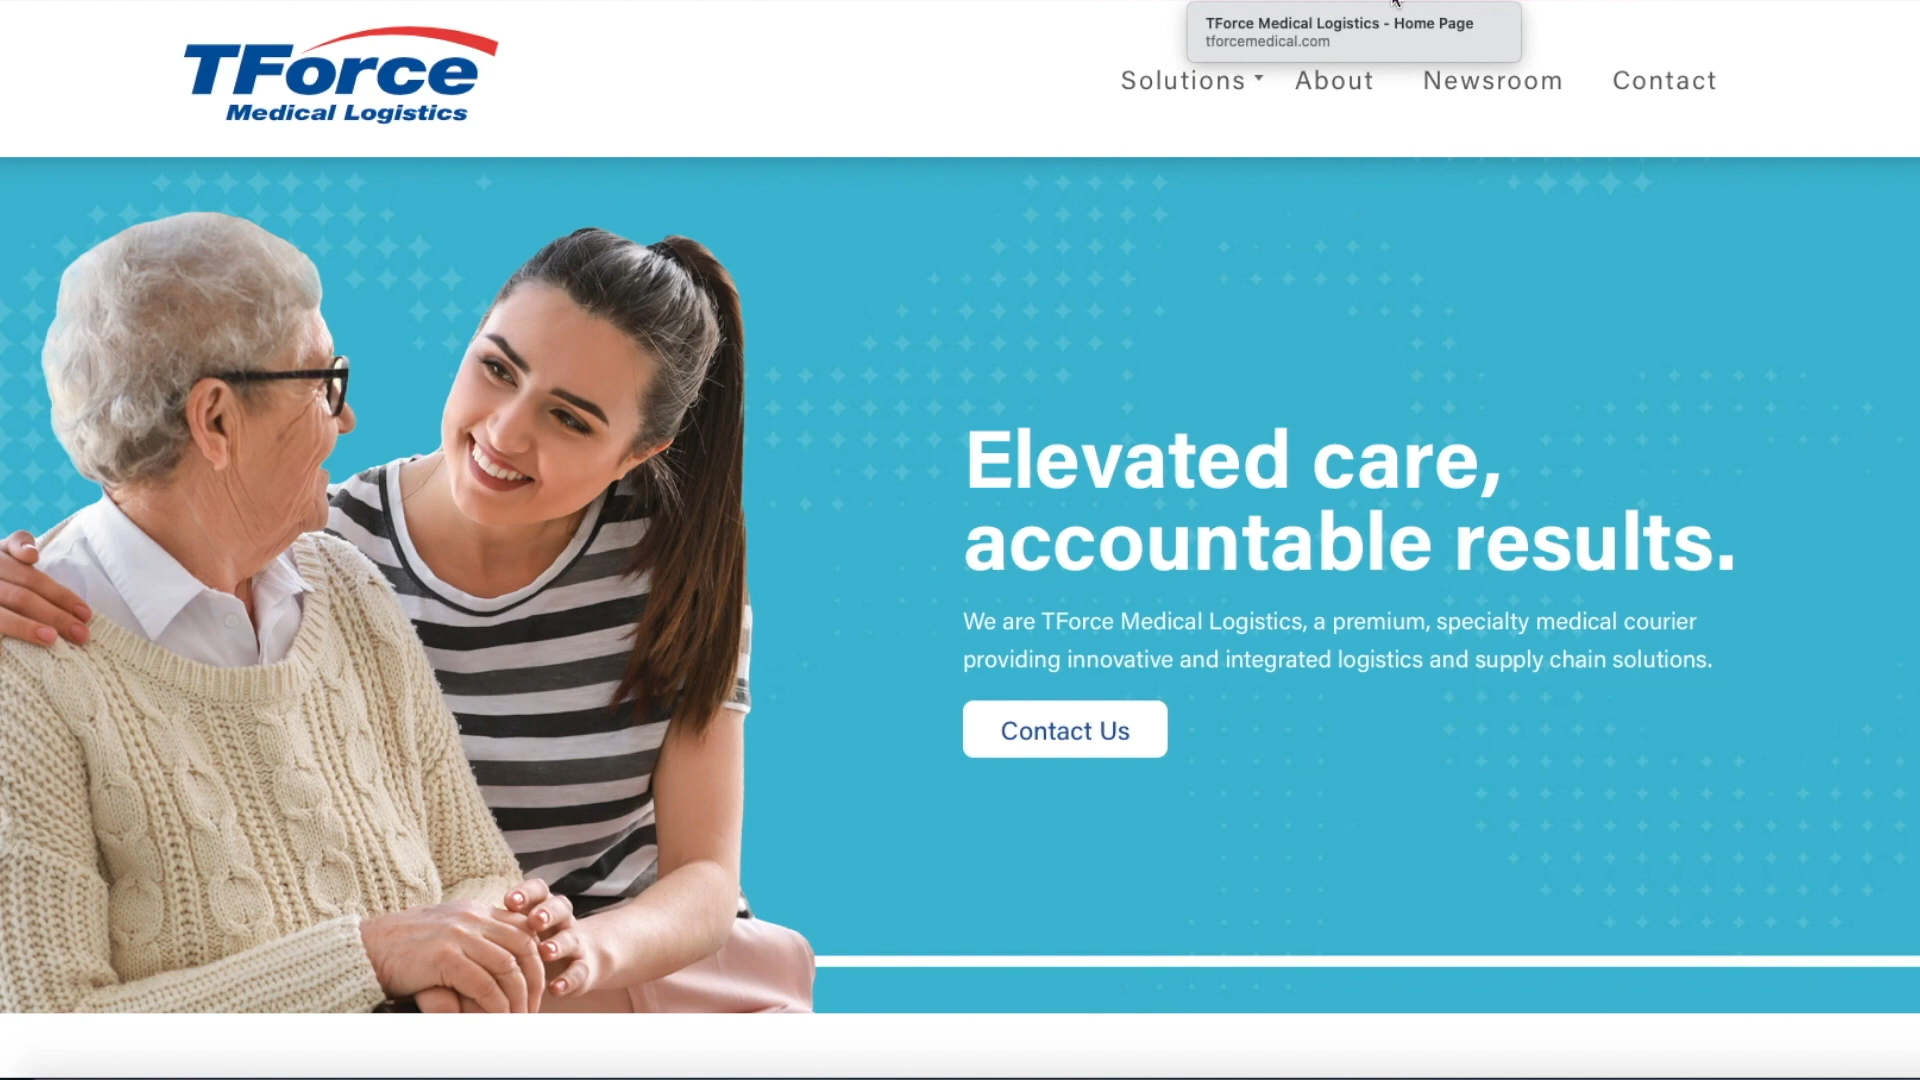 TForce
Medical Logistics
TForce Medical Logistics - Home Page
tforcemedical.com
Solutions
About
Newsroom
Contact
Elevated care,
accountable results.
We are TForce Medical Logistics, a premium, specialty medical courier
providing innovative and integrated logistics and supply chain solutions.
Contact Us